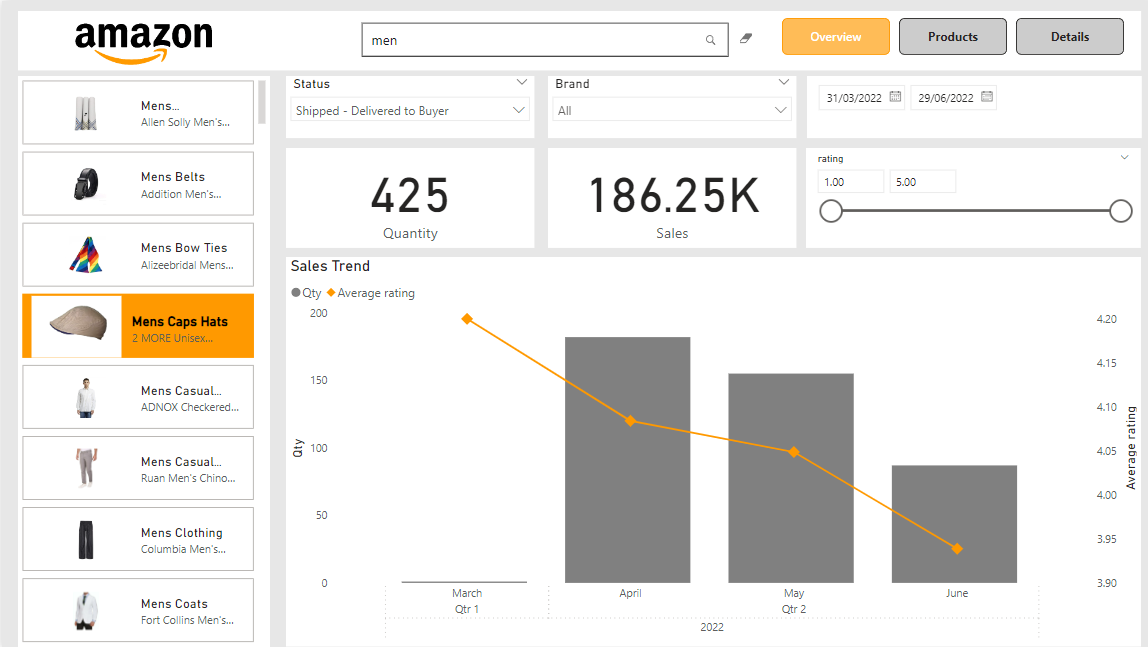 amazon
men
Overview
Products
Details
Mens...
Allen Solly Men's...
Mens Belts
Addition Men's...
Mens Bow Ties
Alizeebridal Mens...
Mens Caps Hats
2 MORE Unisex...
Mens Casual...
ADNOX Checkered...
Mens Casual...
Ruan Men's Chino...
Mens Clothing
Columbia Men's...
Mens Coats
Fort Collins Men's...
Status
Shipped - Delivered to Buyer
Brand
All
31/03/2022
29/06/2022
425
Quantity
186.25K
Sales
rating
1.00
5.00
Sales Trend
Qty
Average rating
200
150
100
50
0
Qty
4.20
4.15
4.10
4.05
4.00
3.95
3.90
Average rating
March
April
May
June
Qtr 1
Qtr 2
2022